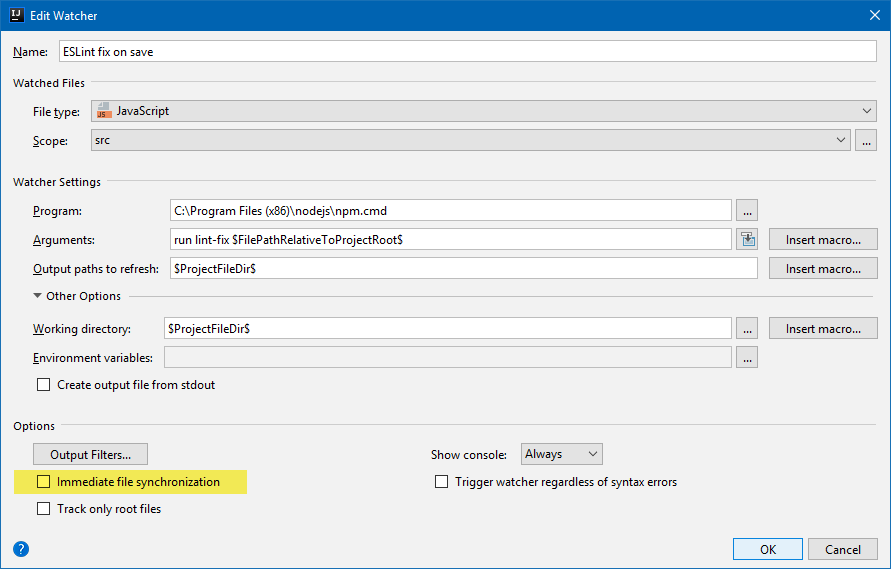 IJ Edit Watcher
Name: ESLint fix on save
Watched Files
File type: JS JavaScript
Scope: src ...
Watcher Settings
Program: C:\Program Files (x86)\nodejs\npm.cmd ...
Arguments: run lint-fix $FilePathRelativeToProjectRoot$ Insert macro...
Output paths to refresh: $ProjectFileDir$ Insert macro...
Other Options
Working directory: $ProjectFileDir$ ... Insert macro...
Environment variables: ...
Create output file from stdout
Options
Output Filters... Show console: Always
Immediate file synchronization Trigger watcher regardless of syntax errors
Track only root files
? OK Cancel